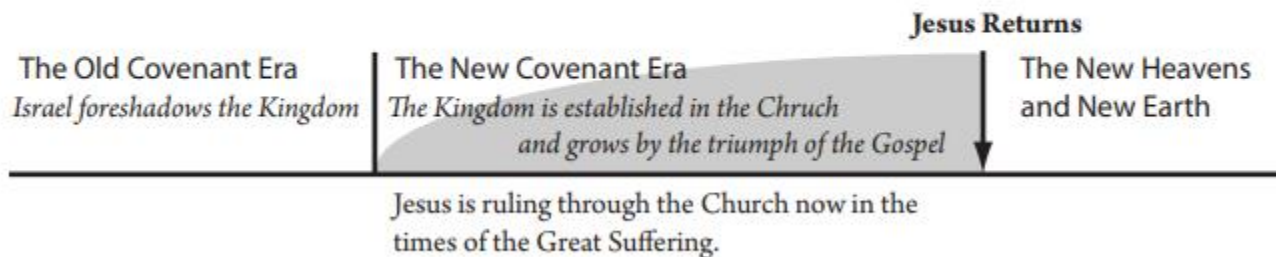 Jesus Returns
The Old Covenant Era
Israel foreshadows the Kingdom
The New Covenant Era
The Kingdom is established in the Chruch
and grows by the triumph of the Gospel
The New Heavens
and New Earth
Jesus is ruling through the Church now in the
times of the Great Suffering.